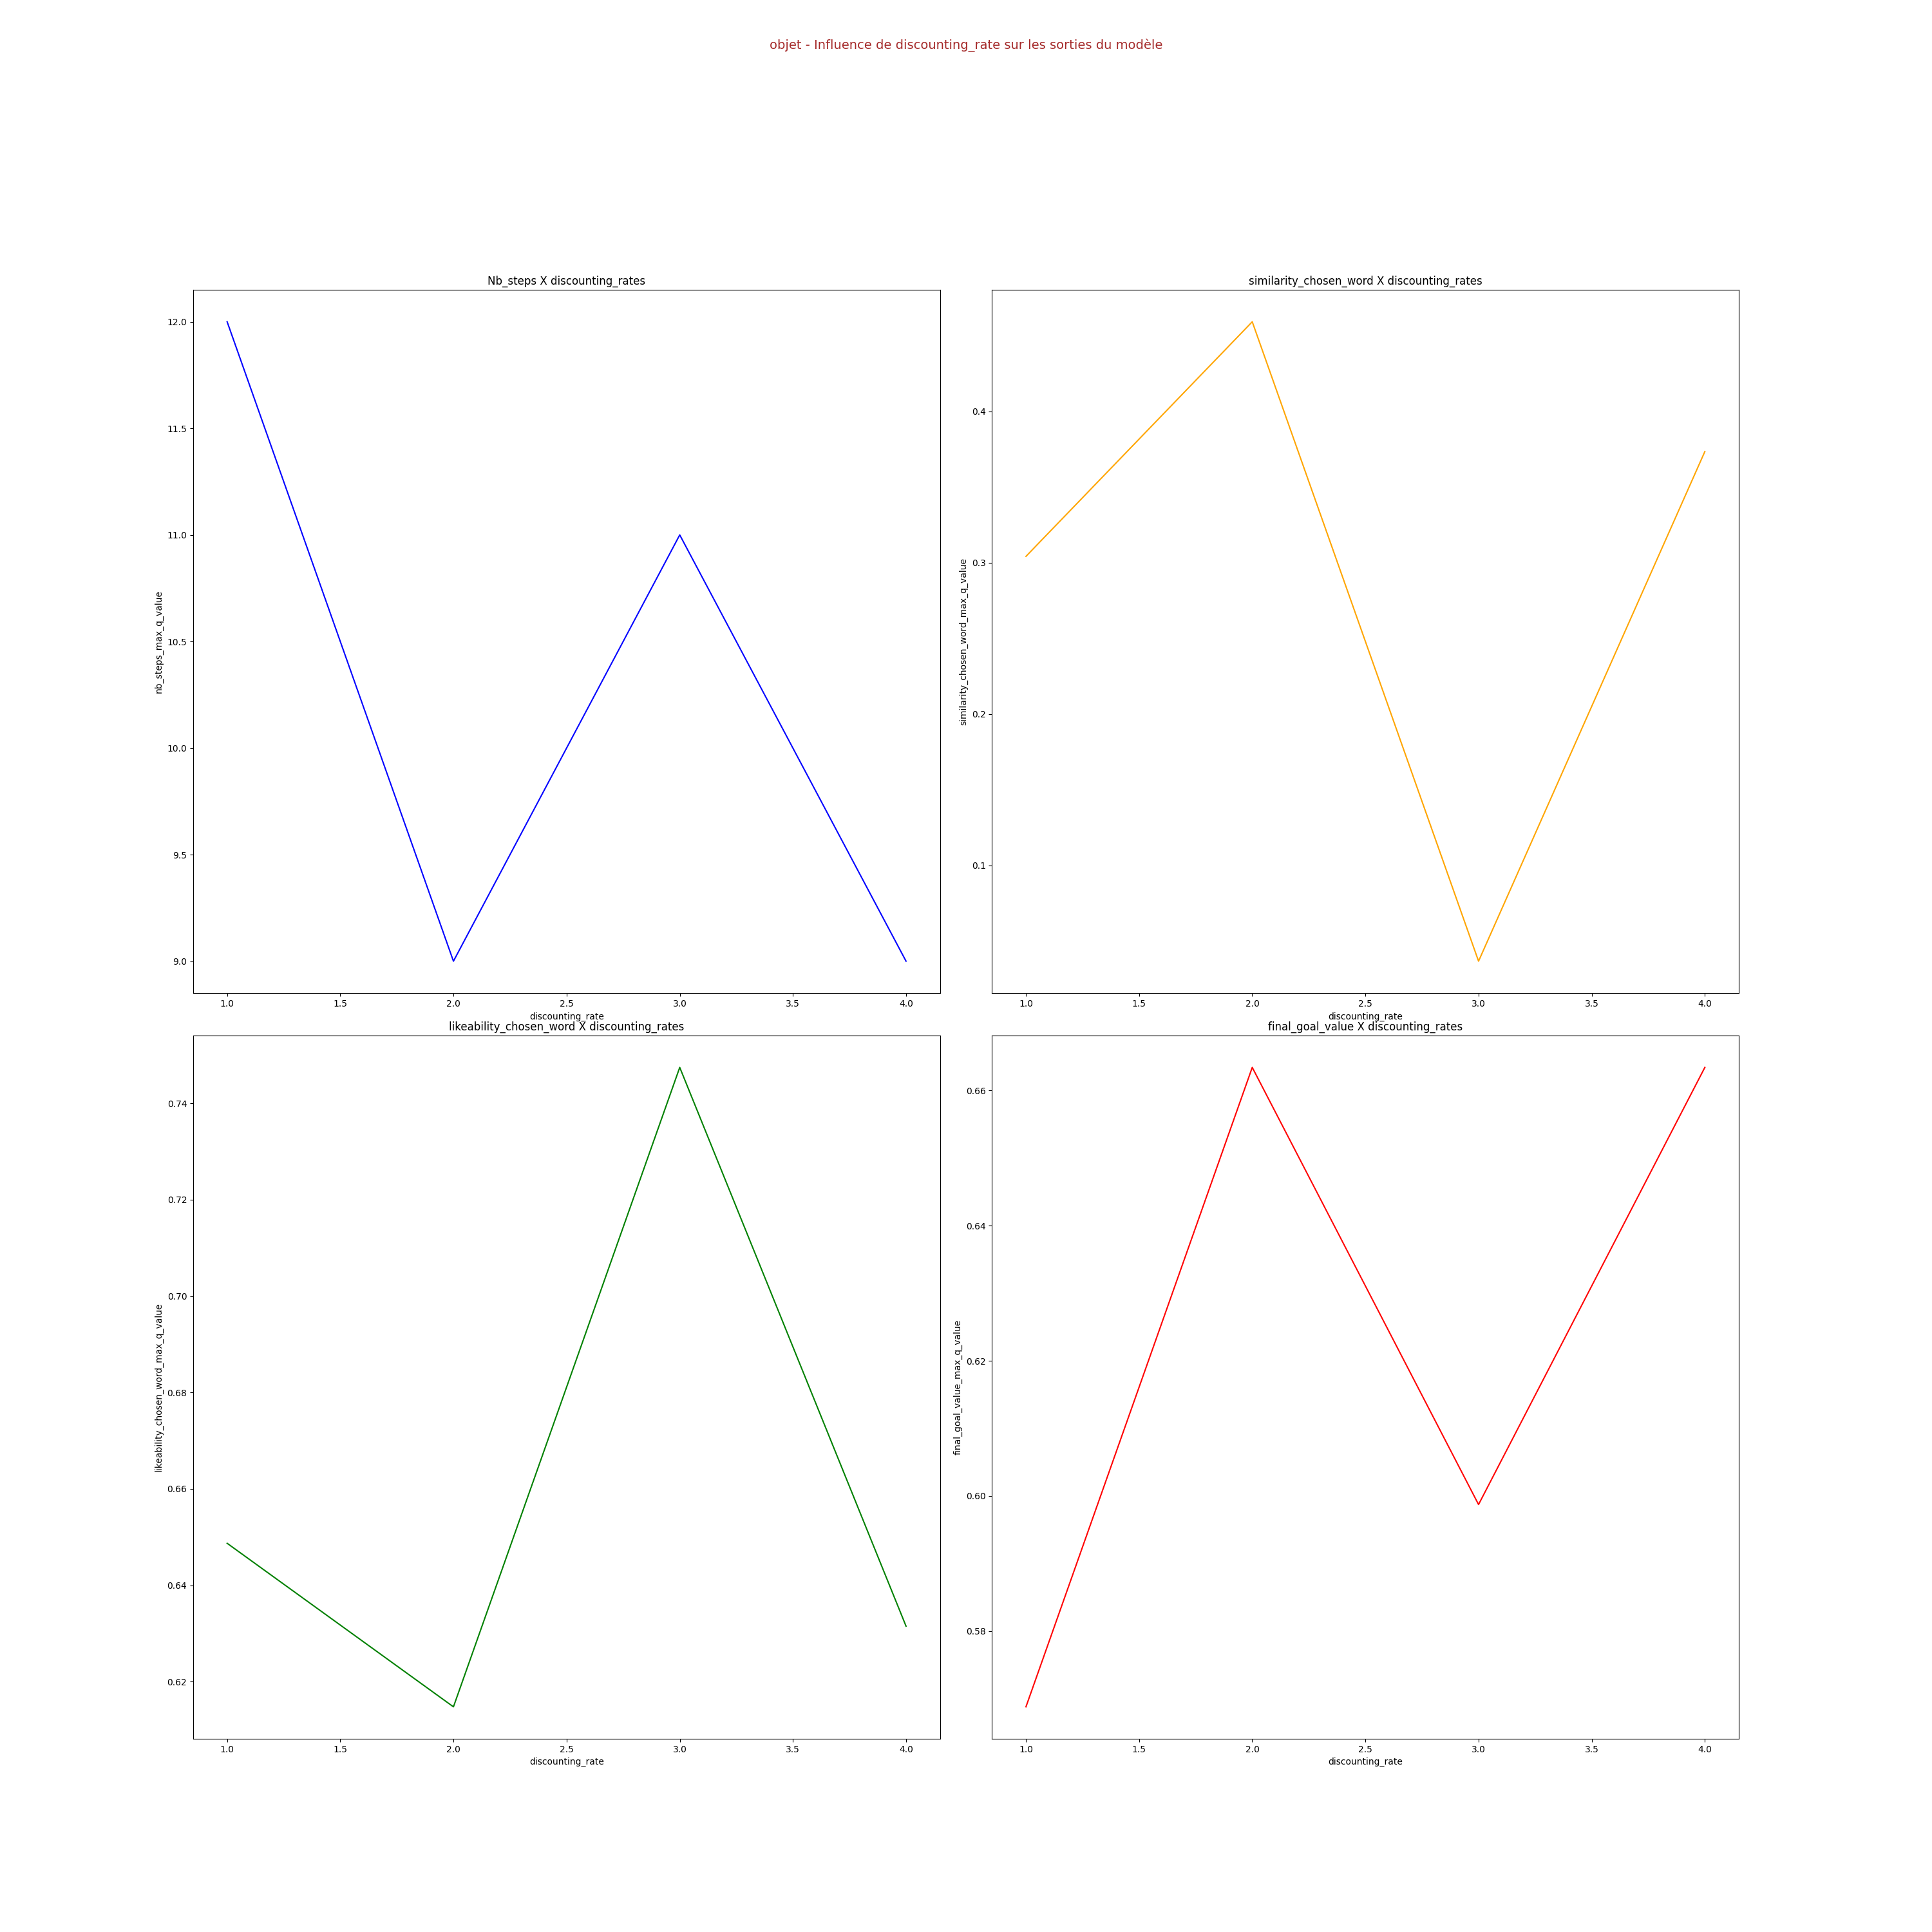 objet - Influence de discounting_rate sur les sorties du modèle
Nb_steps X discounting_rates
nb_steps_max_q_value
12.0
11.5
11.0
10.5
10.0
9.5
9.0
1.0 1.5 2.0 2.5 3.0 3.5 4.0
discounting_rate
similarity_chosen_word X discounting_rates
similarity_chosen_word_max_q_value
0.4
0.3
0.2
0.1
1.0 1.5 2.0 2.5 3.0 3.5 4.0
discounting_rate
likeability_chosen_word X discounting_rates
likeability_chosen_word_max_q_value
0.74
0.72
0.70
0.68
0.66
0.64
0.62
1.0 1.5 2.0 2.5 3.0 3.5 4.0
discounting_rate
final_goal_value X discounting_rates
final_goal_value_max_q_value
0.66
0.64
0.62
0.60
0.58
1.0 1.5 2.0 2.5 3.0 3.5 4.0
discounting_rate